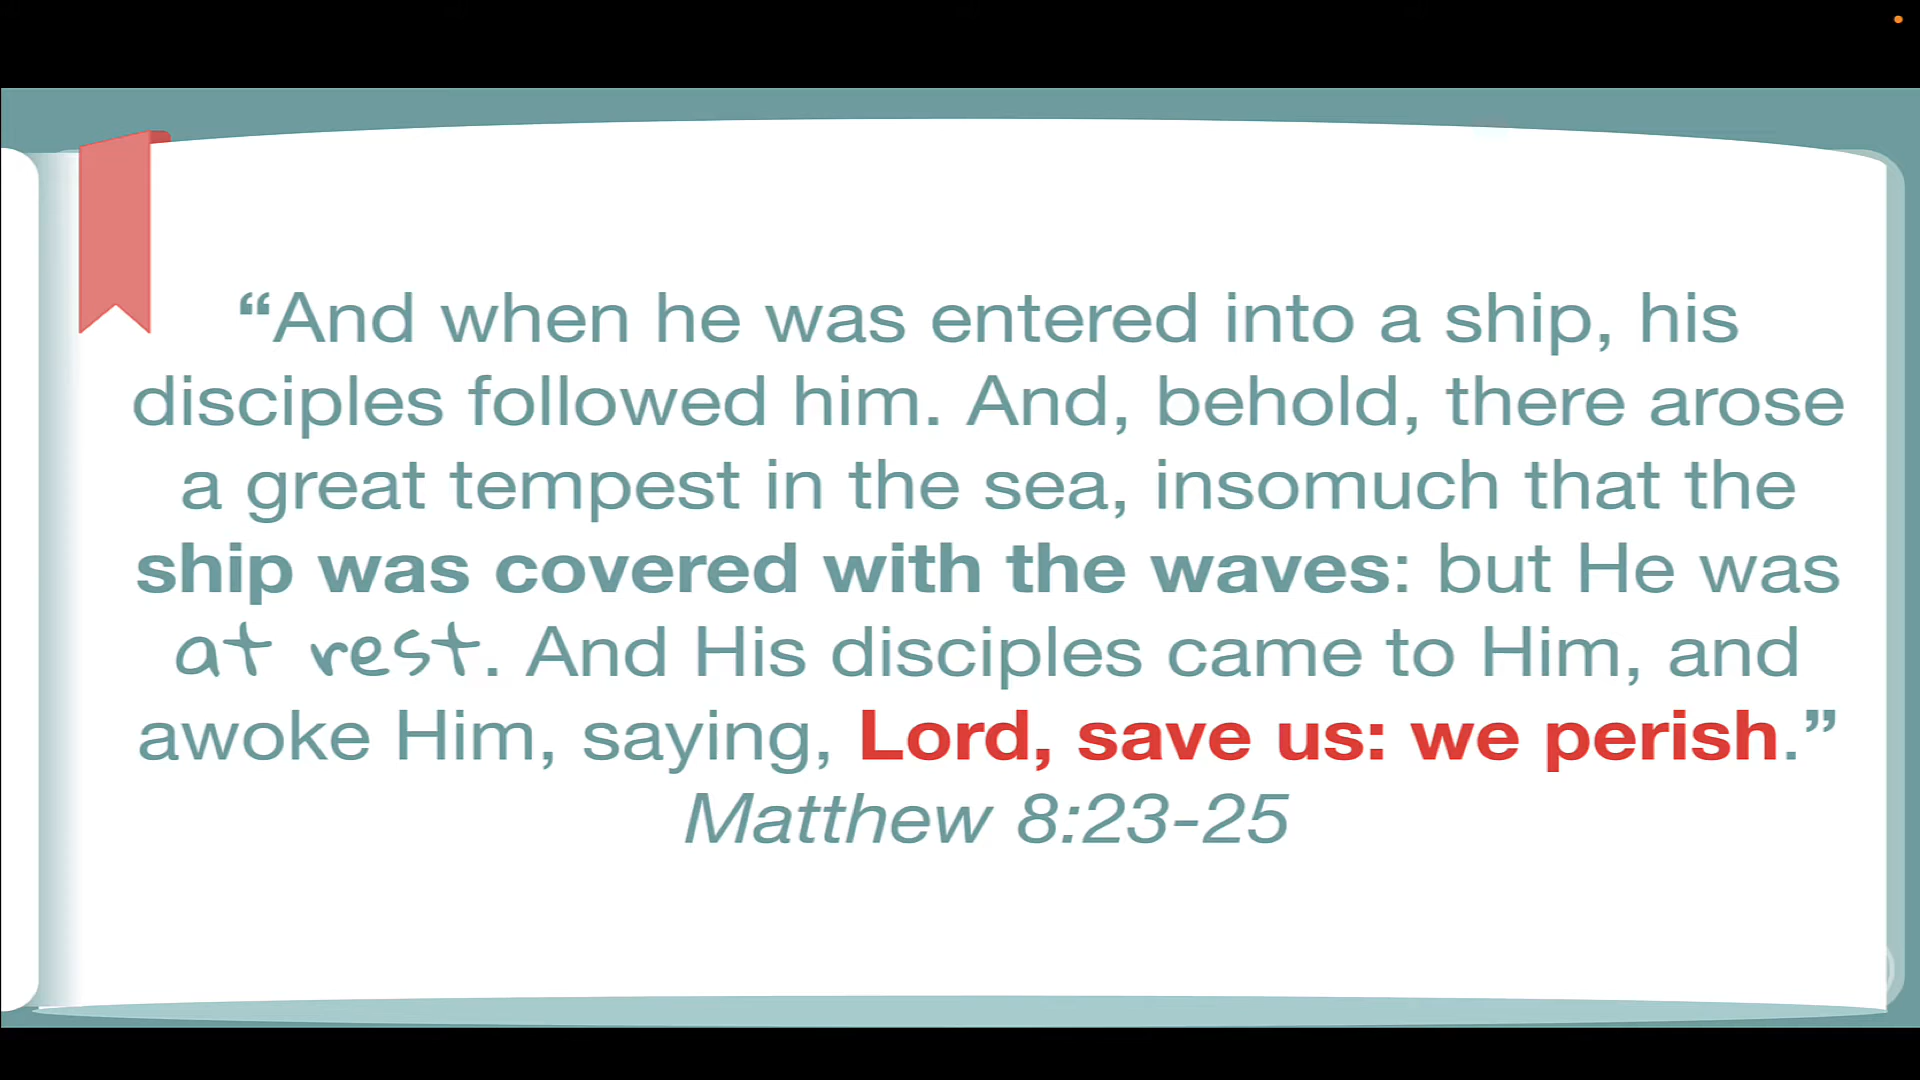 “And when he was entered into a ship, his
disciples followed him. And, behold, there arose
a great tempest in the sea, insomuch that the
ship was covered with the waves: but He was
at rest. And His disciples came to Him, and
awoke Him, saying, Lord, save us: we perish.”
Matthew 8:23-25